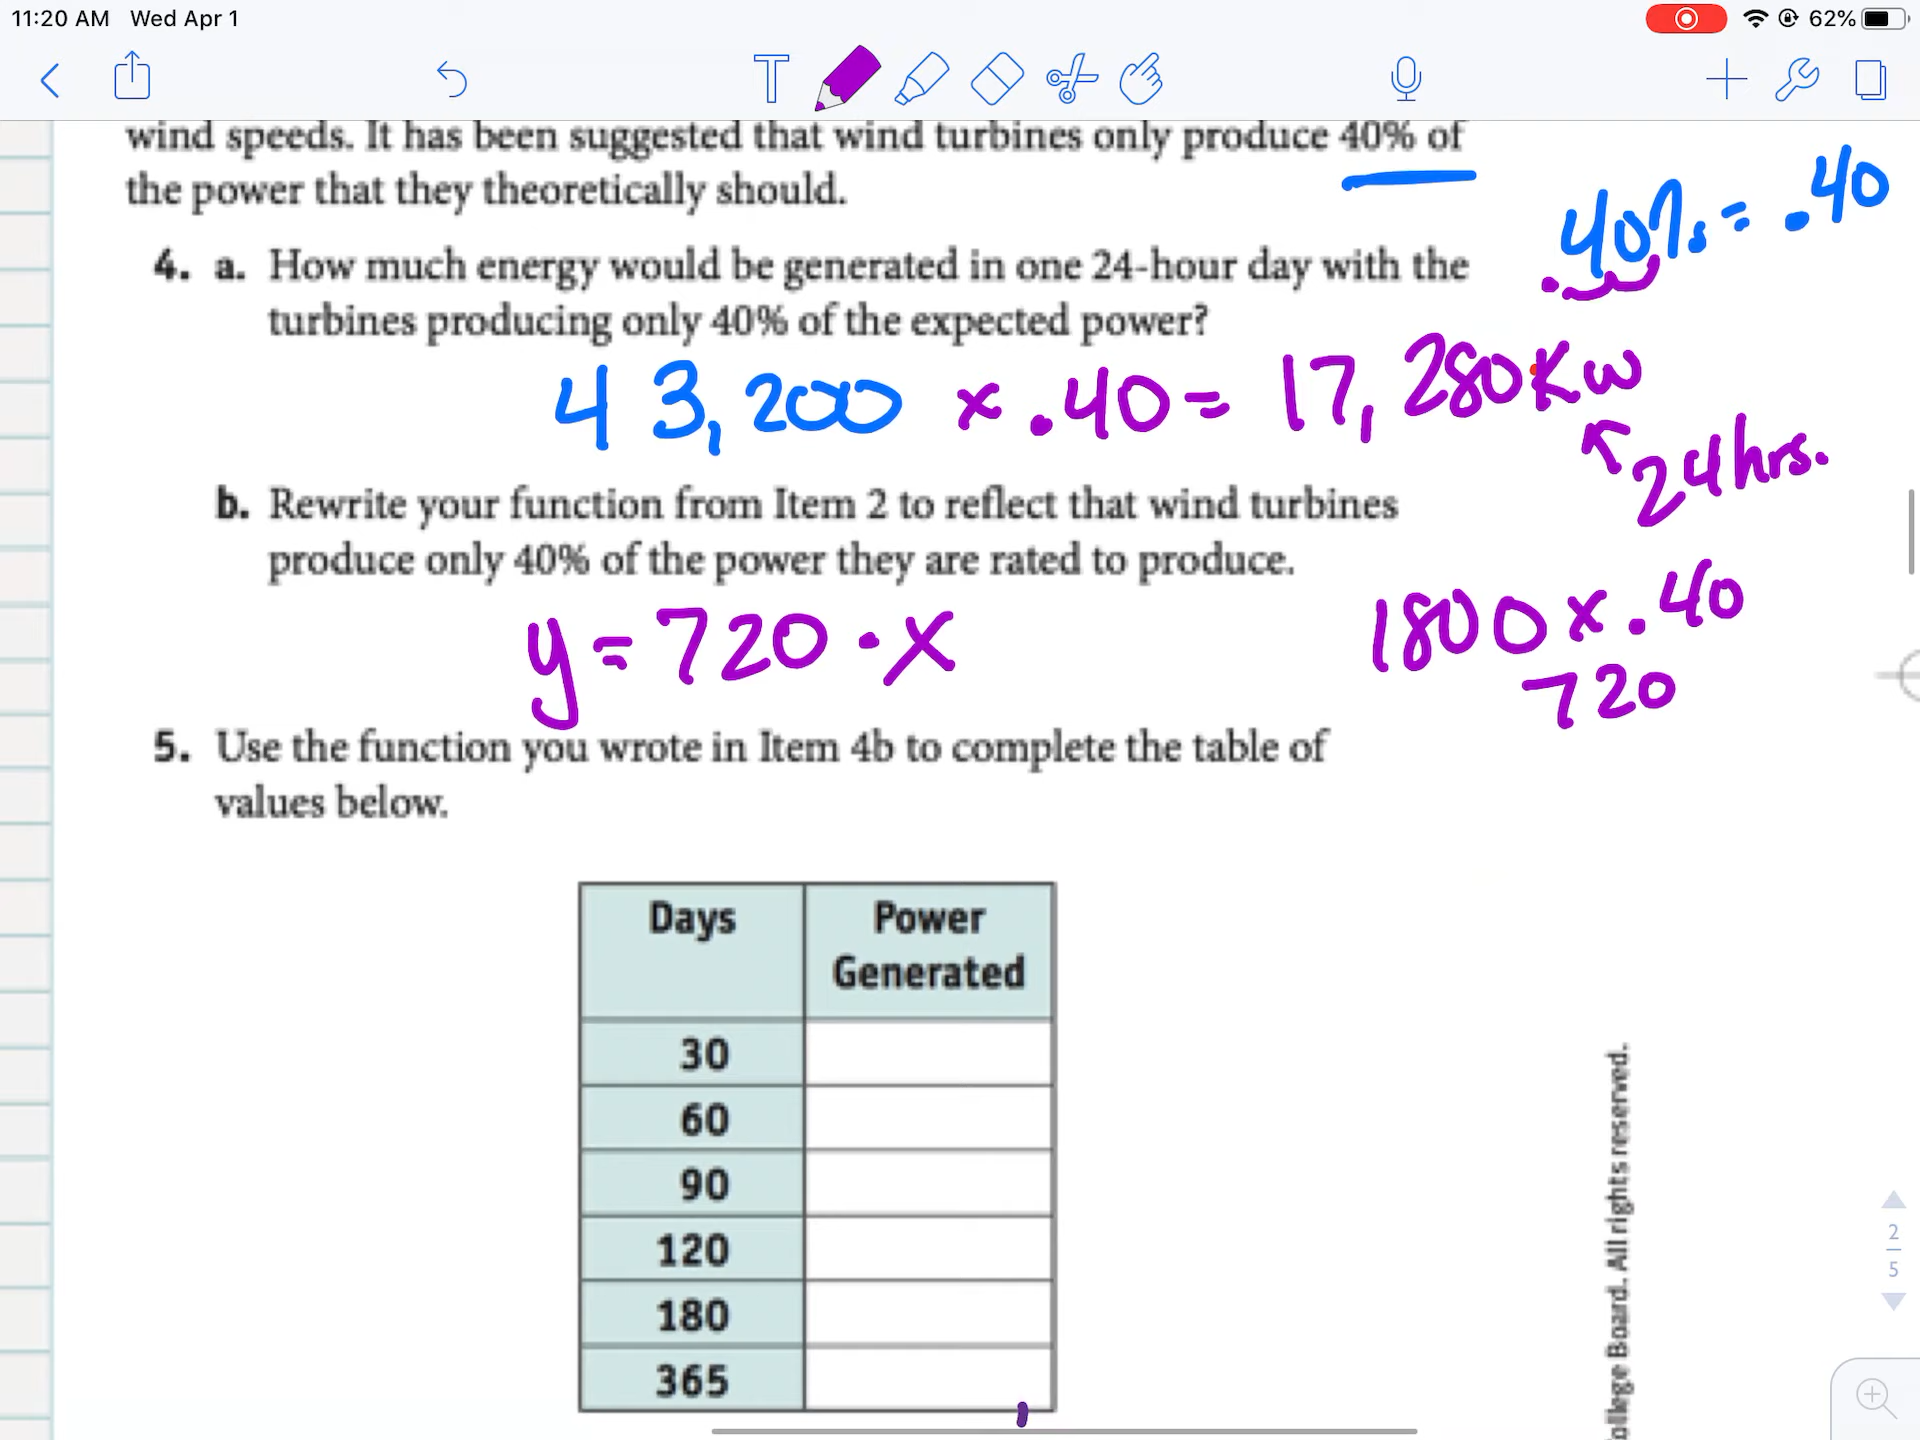 11:20 AM Wed Apr 1 62%
T
wind speeds. It has been suggested that wind turbines only produce 40% of
the power that they theoretically should.
40% = .40
4. a. How much energy would be generated in one 24-hour day with the
turbines producing only 40% of the expected power?
43,200 x .40 = 17,280 Kw
24 hrs.
b. Rewrite your function from Item 2 to reflect that wind turbines
produce only 40% of the power they are rated to produce.
y = 720 · x
1800 x .40
720
5. Use the function you wrote in Item 4b to complete the table of
values below.
Days Power Generated
30
60
90
120
180
365
ollege Board. All rights reserved.
2
5